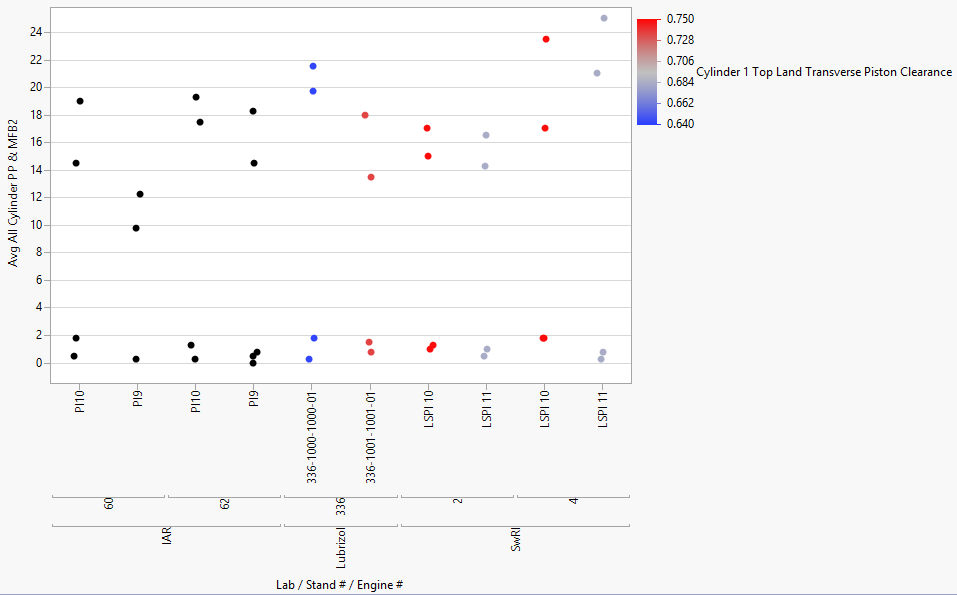 24
22
20
18
16
14
12
10
8
6
4
2
0
Avg All Cylinder PP & MFB2
0.750
0.728
0.706
0.684
0.662
0.640
Cylinder 1 Top Land Transverse Piston Clearance
PI10
PI9
PI10
PI9
336-1000-1000-01
336-1001-1001-01
LSPI 10
LSPI 11
LSPI 10
LSPI 11
60
62
336
2
4
IAR
Lubrizol
SwRI
Lab / Stand # / Engine #